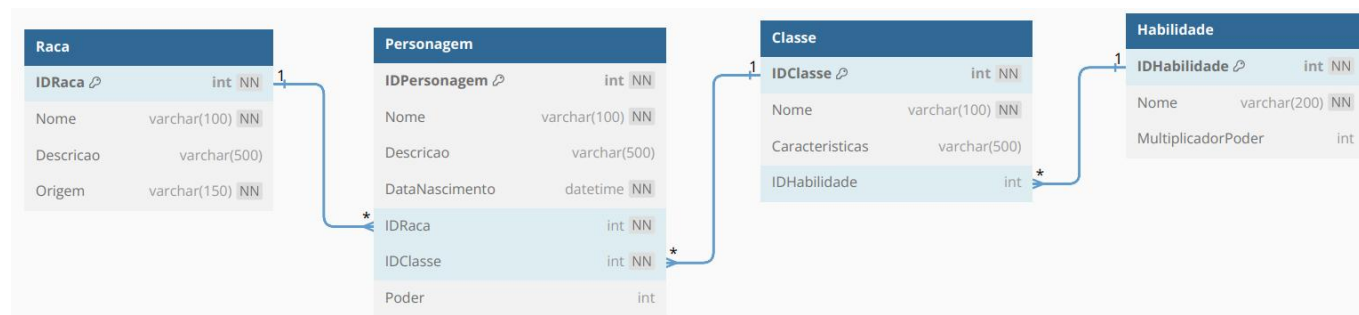 Raca
IDRaca int NN
Nome varchar(100) NN
Descricao varchar(500)
Origem varchar(150) NN
1
*
Personagem
IDPersonagem int NN
Nome varchar(100) NN
Descricao varchar(500)
DataNascimento datetime NN
IDRaca int NN
IDClasse int NN
Poder int
*
1
Classe
IDClasse int NN
Nome varchar(100) NN
Caracteristicas varchar(500)
IDHabilidade int
*
1
Habilidade
IDHabilidade int NN
Nome varchar(200) NN
MultiplicadorPoder int